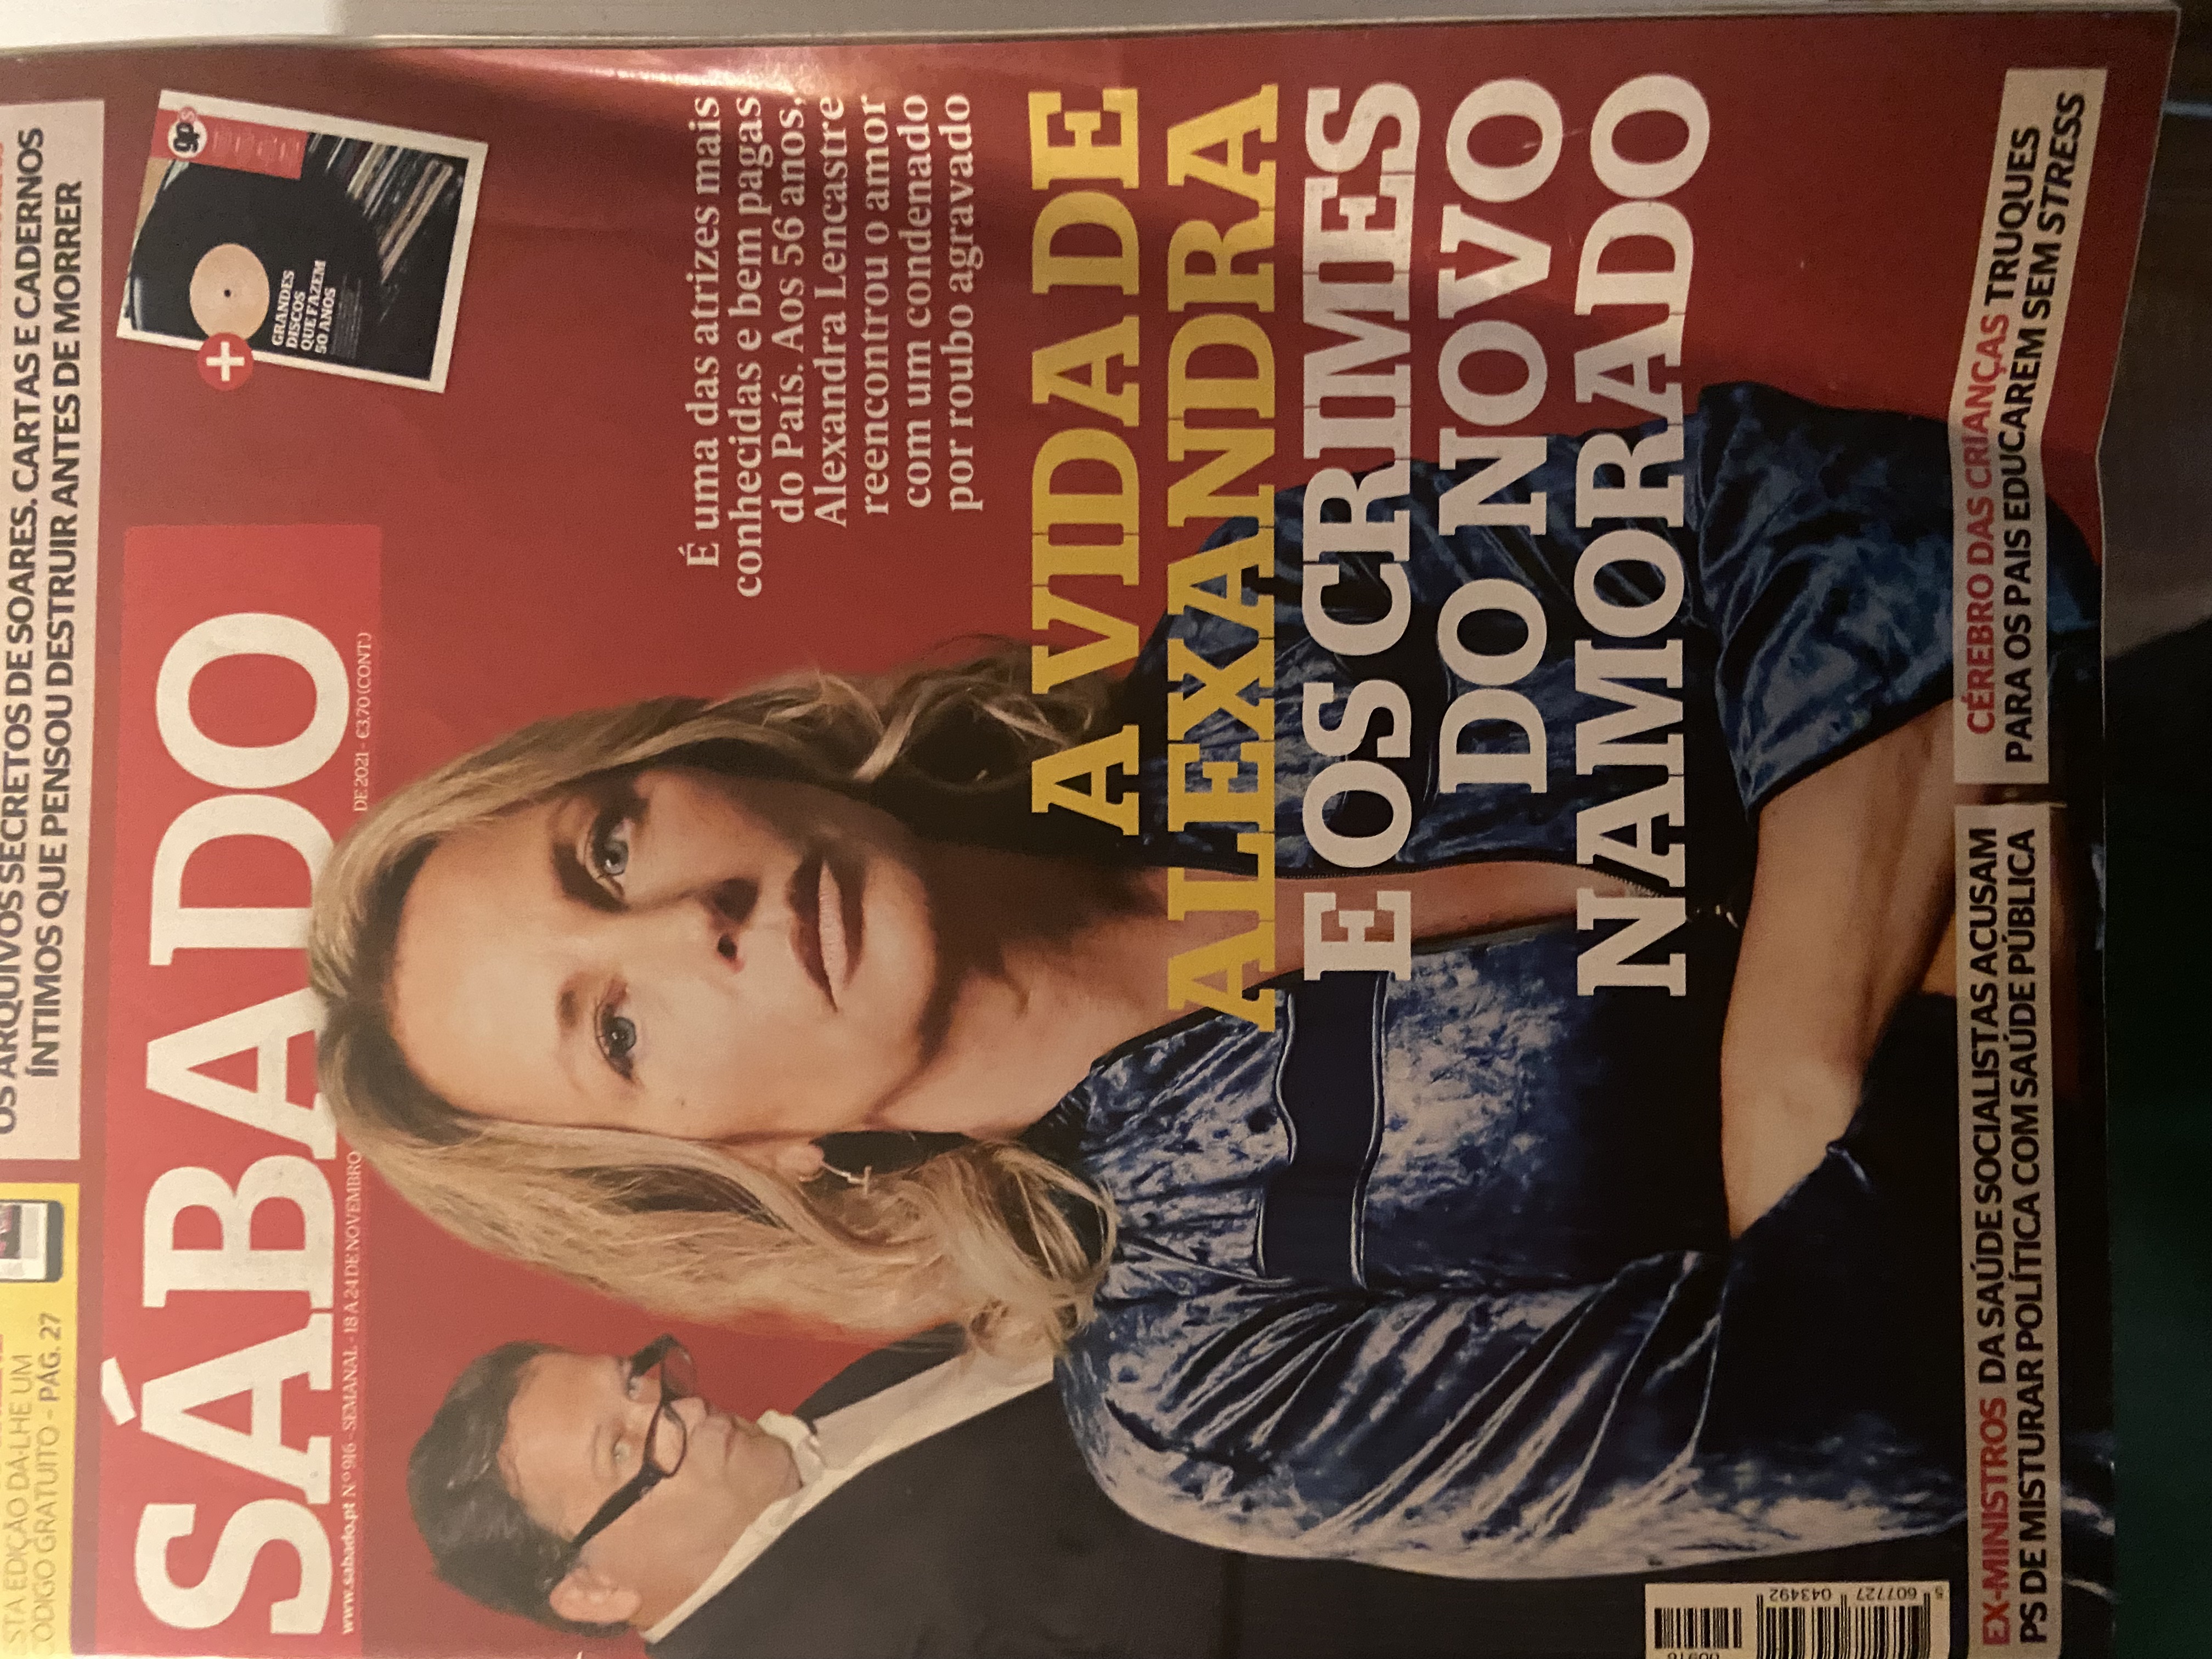 ESTA EDIÇÃO DÁ-LHE UM
CÓDIGO GRATUITO - PÁG. 27
OS ARQUIVOS SECRETOS DE SOARES. CARTAS E CADERNOS
ÍNTIMOS QUE PENSOU DESTRUIR ANTES DE MORRER
SÁBADO
www.sabado.pt N.º 916 - SEMANAL - 18 A 24 DE NOVEMBRO DE 2021 - €3,70 (CONT.)
+
gps
GRANDES
DISCOS
QUE FAZEM
50 ANOS
É uma das atrizes mais
conhecidas e bem pagas
do País. Aos 56 anos,
Alexandra Lencastre
reencontrou o amor
com um condenado
por roubo agravado
A VIDA DE
ALEXANDRA
E OS CRIMES
DO NOVO
NAMORADO
00916
5 607727 043492
EX-MINISTROS DA SAÚDE SOCIALISTAS ACUSAM
PS DE MISTURAR POLÍTICA COM SAÚDE PÚBLICA
CÉREBRO DAS CRIANÇAS TRUQUES
PARA OS PAIS EDUCAREM SEM STRESS